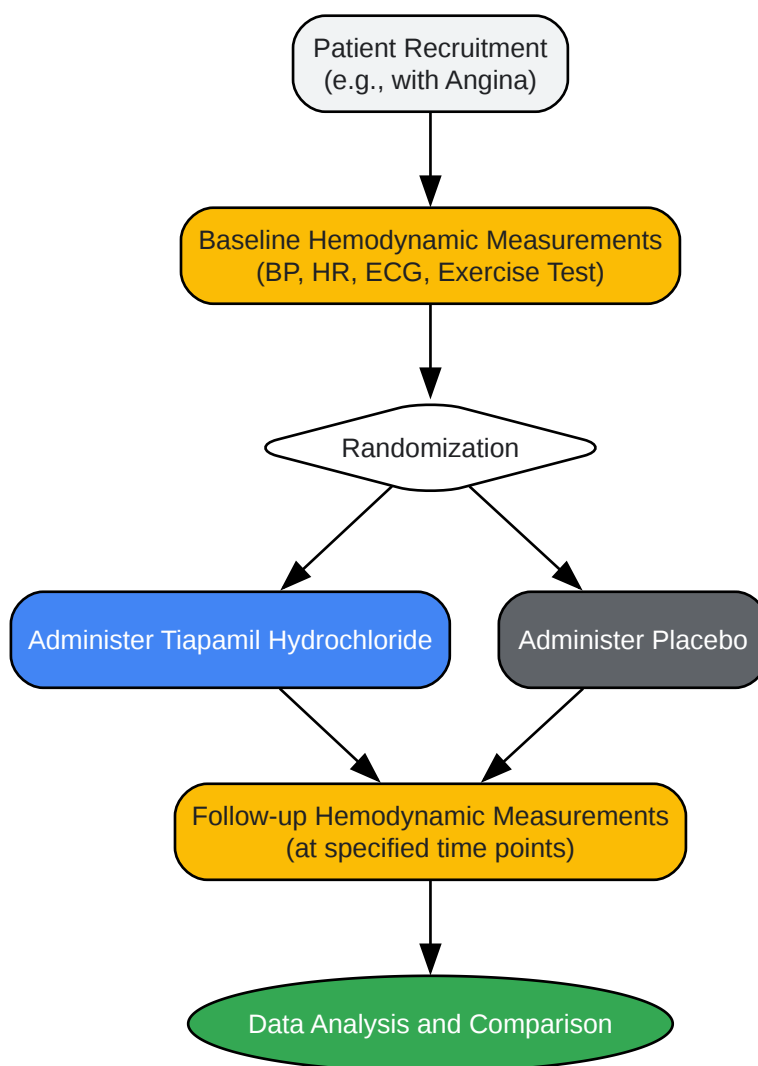 Patient Recruitment
(e.g., with Angina)
Baseline Hemodynamic Measurements
(BP, HR, ECG, Exercise Test)
Randomization
Administer Tiapamil Hydrochloride
Administer Placebo
Follow-up Hemodynamic Measurements
(at specified time points)
Data Analysis and Comparison